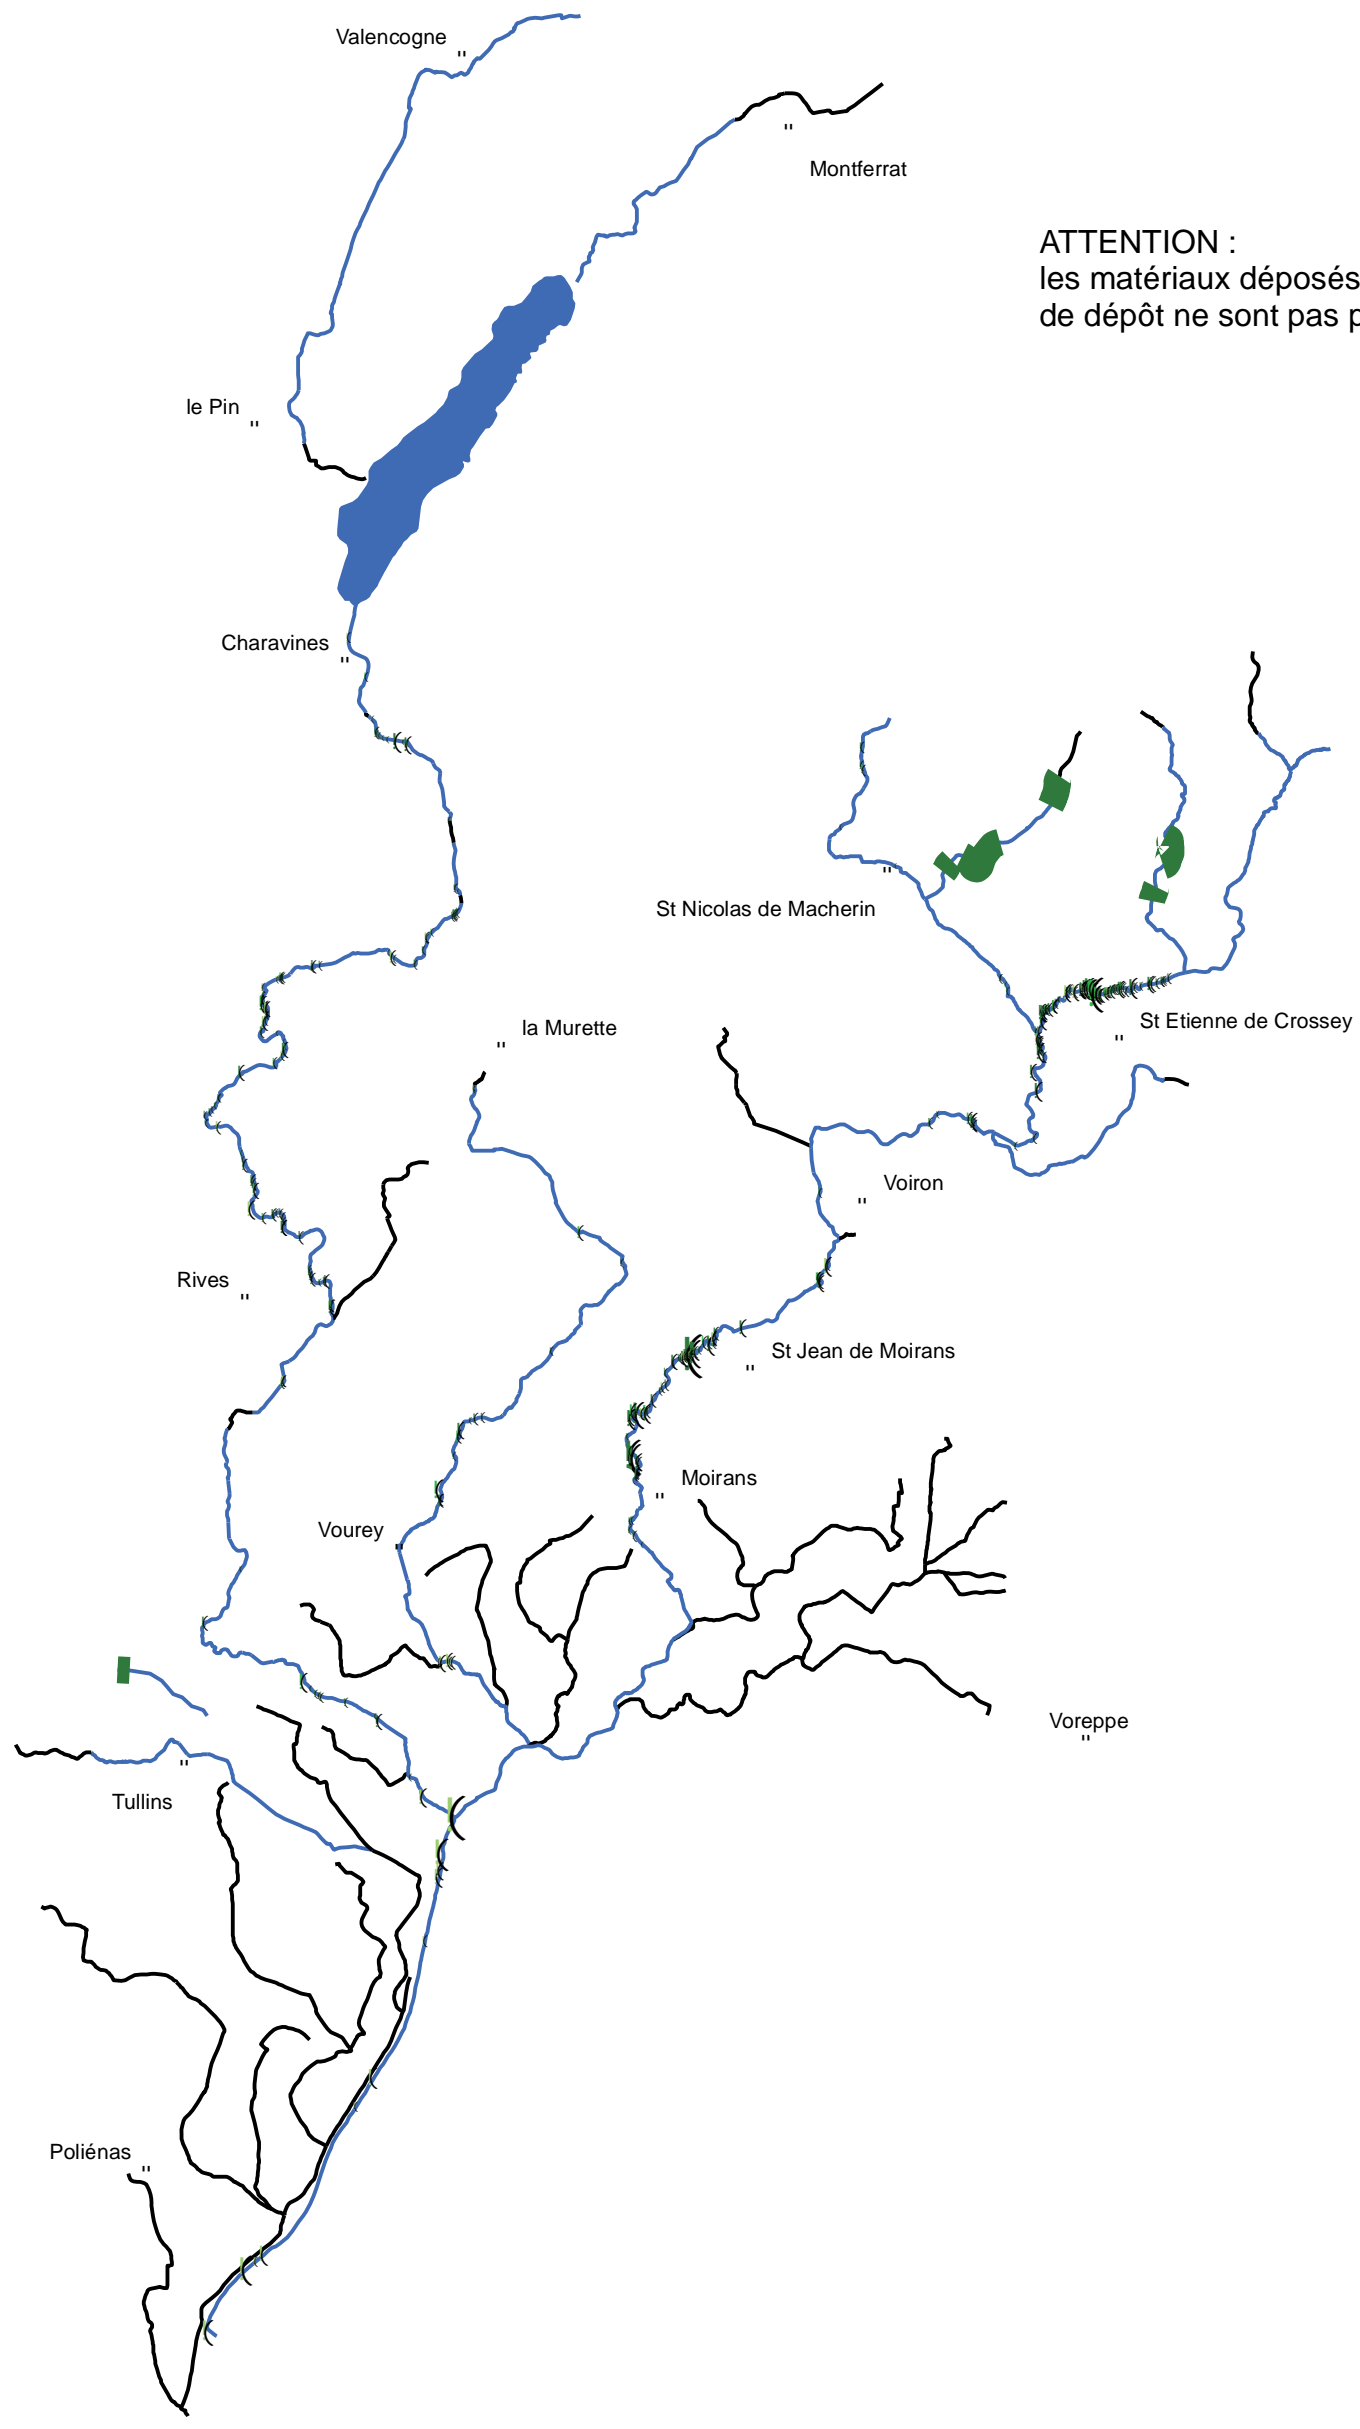 Valencogne
Montferrat
ATTENTION :
les matériaux déposés
de dépôt ne sont pas p
le Pin
Charavines
St Nicolas de Macherin
St Etienne de Crossey
la Murette
Voiron
Rives
St Jean de Moirans
Moirans
Vourey
Voreppe
Tullins
Poliénas